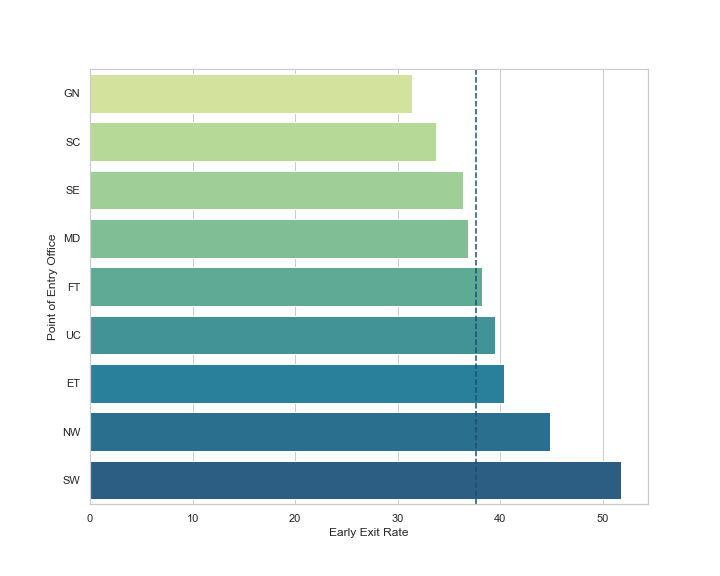 GN
SC
SE
MD
FT
UC
ET
NW
SW
Point of Entry Office
0 10 20 30 40 50
Early Exit Rate